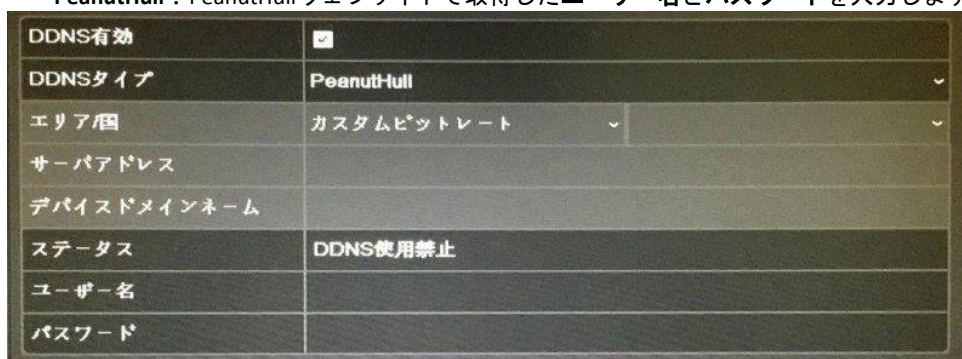 PeanutHull：PeanutHullウェブサイトで取得したユーザー名とパスワードを入力します
DDNS有効
DDNSタイプ PeanutHull
エリア/国 カスタムビットレート
サーバアドレス
デバイスドメインネーム
ステータス DDNS使用禁止
ユーザー名
パスワード